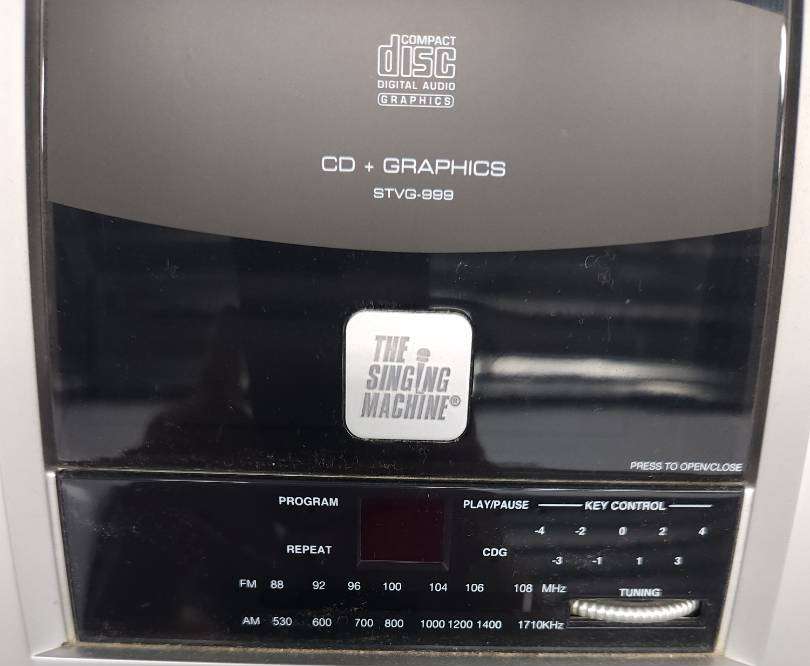 COMPACT
disc
DIGITAL AUDIO
GRAPHICS
CD + GRAPHICS
STVG-999
THE
SINGING
MACHINE®
PRESS TO OPEN/CLOSE
PROGRAM PLAY/PAUSE KEY CONTROL
-4 -2 0 2 4
REPEAT CDG
-3 -1 1 3
FM 88 92 96 100 104 106 108 MHz
TUNING
AM 530 600 700 800 1000 1200 1400 1710KHz